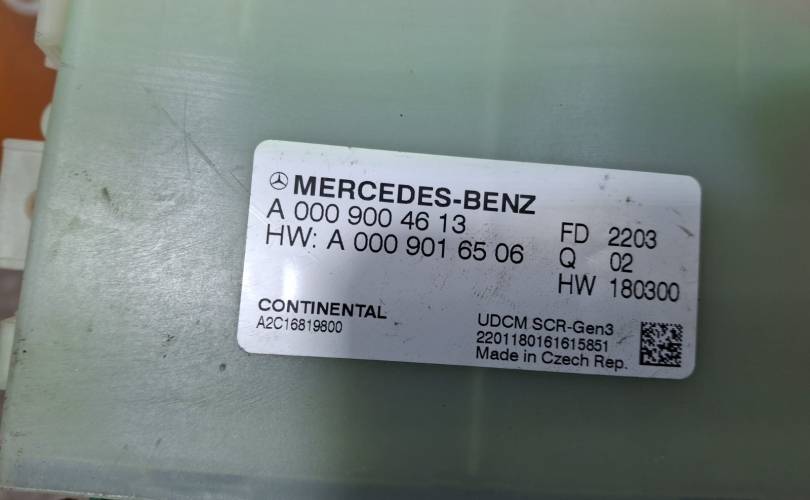 MERCEDES-BENZ
A 000 900 46 13
HW: A 000 901 65 06
FD 2203
Q 02
HW 180300
CONTINENTAL
A2C16819800
UDCM SCR-Gen3
2201180161615851
Made in Czech Rep.